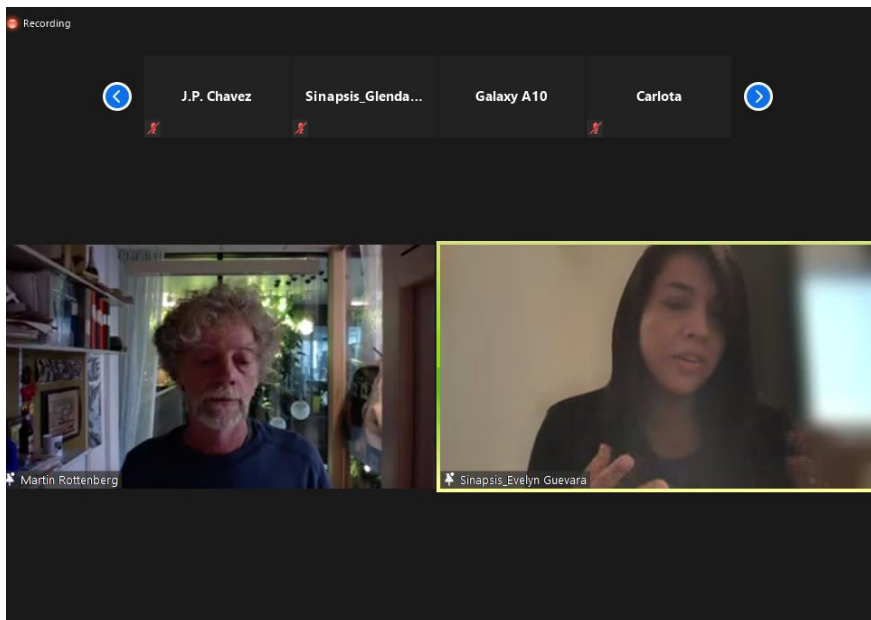 Recording
J.P. Chavez
Sinapsis_Glenda...
Galaxy A10
Carlota
Martin Rottenberg
Sinapsis_Evelyn Guevara